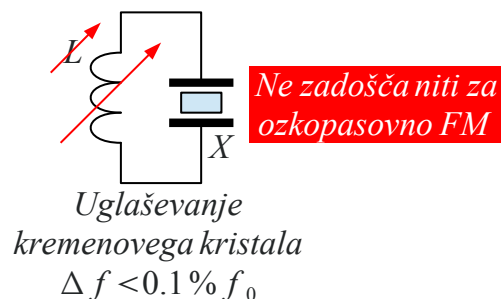 L
Ne zadošča niti za
ozkopasovno FM
X
Uglaševanje
kremenovega kristala
Δ f < 0.1 % f₀